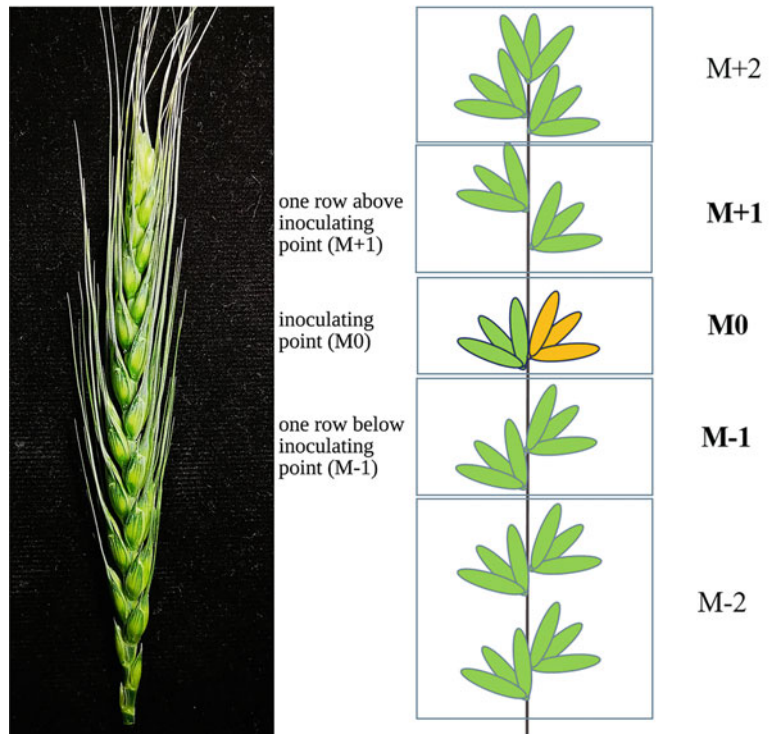 M+2
one row above
inoculating
point (M+1)
M+1
inoculating
point (M0)
M0
one row below
inoculating
point (M-1)
M-1
M-2